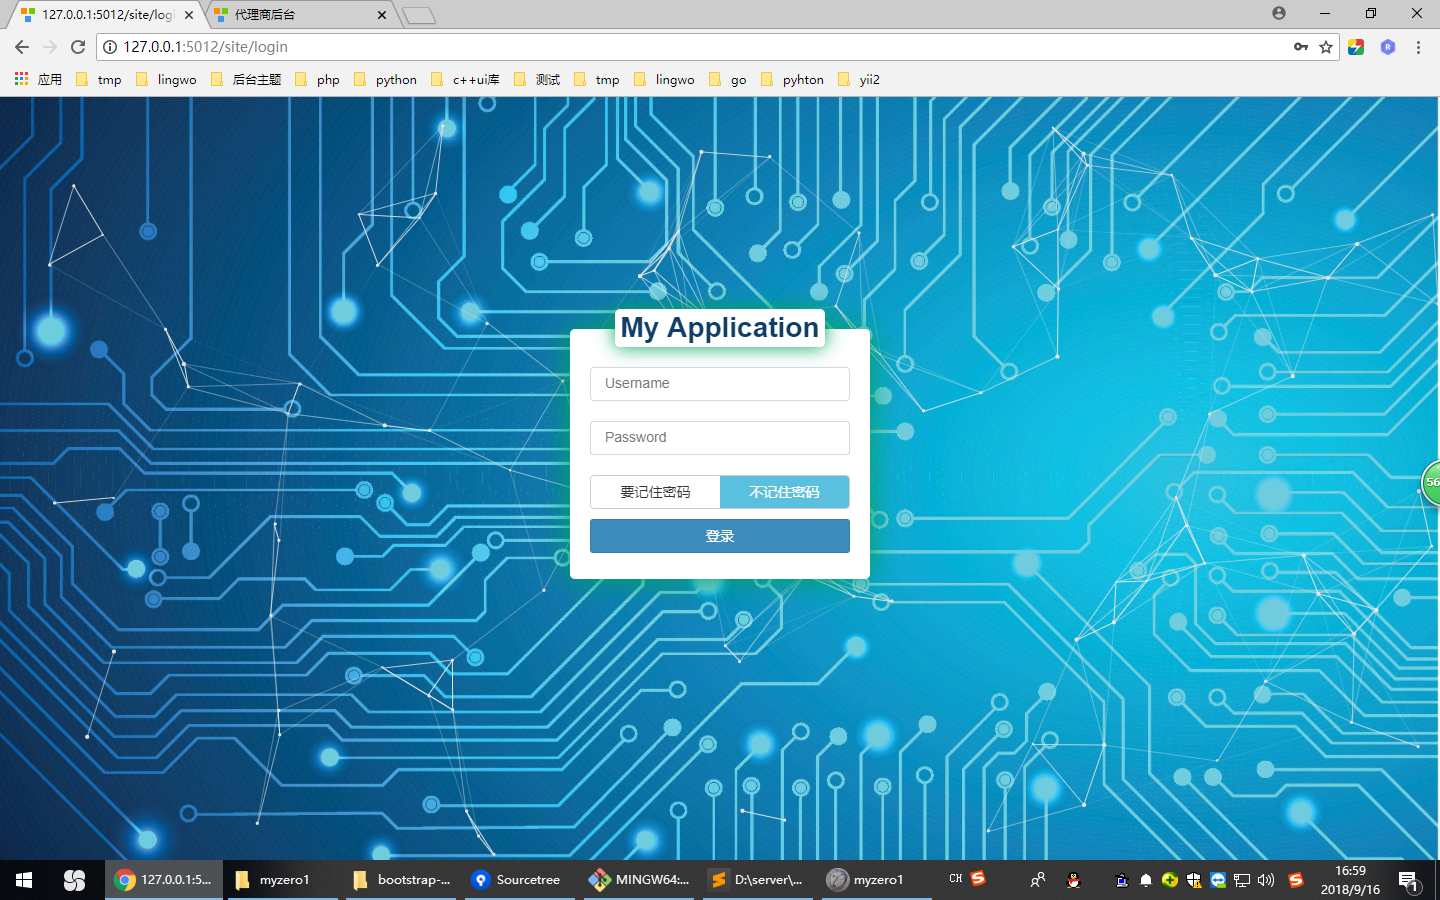 127.0.0.1:5012/site/logi
代理商后台
127.0.0.1:5012/site/login
应用 tmp lingwo 后台主题 php python c++ui库 测试 tmp lingwo go pyhton yii2
My Application
Username
Password
要记住密码 不记住密码
登录
56
127.0.0.1:5... myzero1 bootstrap-... Sourcetree MINGW64:... D:\server\... myzero1 CH
16:59
2018/9/16
1